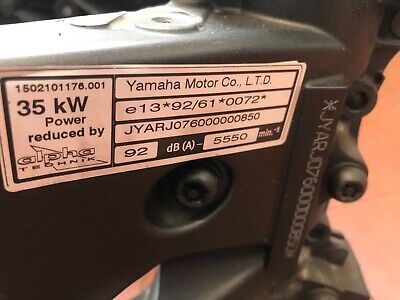 1502101176.001
35 kW
Power
reduced by
alpha
TECHNIK
Yamaha Motor Co., L.T.D.
e13*92/61*0072*
JYARJ076000000850
92 dB (A) - 5550 min.⁻¹
*JYARJ076000000850*